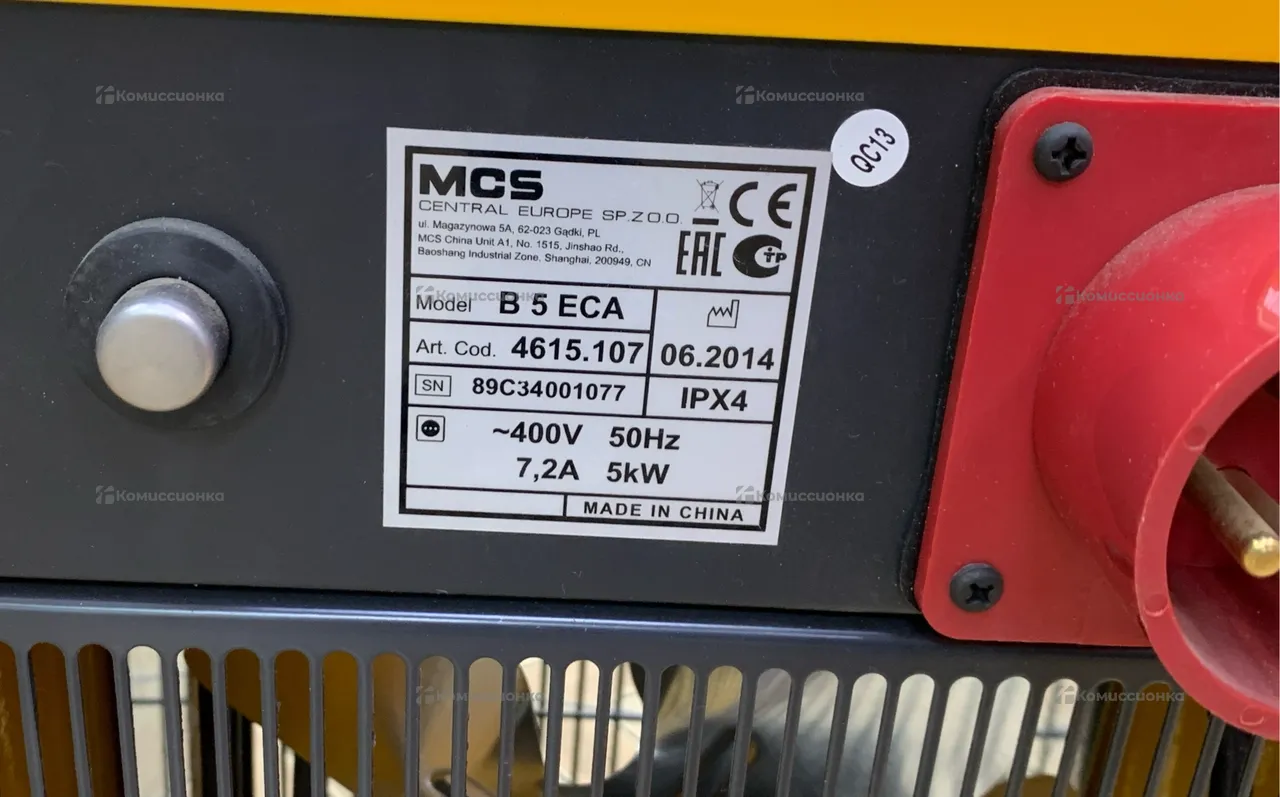 Комиссионка
Комиссионка
QC13
MCS
CENTRAL EUROPE SP.ZO.O.
ul. Magazynowa 5A, 62-023 Gądki, PL
MCS China Unit A1, No. 1515, Jinshao Rd.,
Baoshang Industrial Zone, Shanghai, 200949, CN
CE
EAC
СТР
Комиссионка
Комиссионка
Model B 5 ECA
Art. Cod. 4615.107
06.2014
SN 89C34001077
IPX4
~400V 50Hz
7,2A 5kW
MADE IN CHINA
Комиссионка
Комиссионка
Комиссионка
Комиссионка